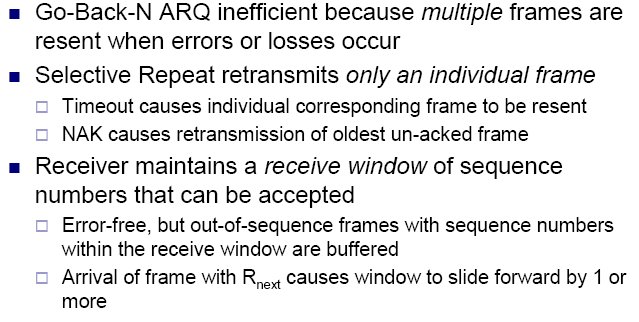 Go-Back-N ARQ inefficient because multiple frames are
resent when errors or losses occur
Selective Repeat retransmits only an individual frame
Timeout causes individual corresponding frame to be resent
NAK causes retransmission of oldest un-acked frame
Receiver maintains a receive window of sequence
numbers that can be accepted
Error-free, but out-of-sequence frames with sequence numbers
within the receive window are buffered
Arrival of frame with Rnext causes window to slide forward by 1 or
more